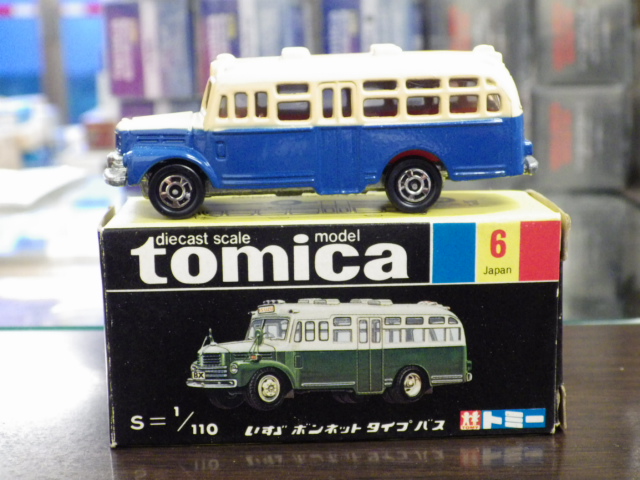 diecast scale model
tomica
6
Japan
S=1/110
いすゞ ボンネット タイプ バス
トミー